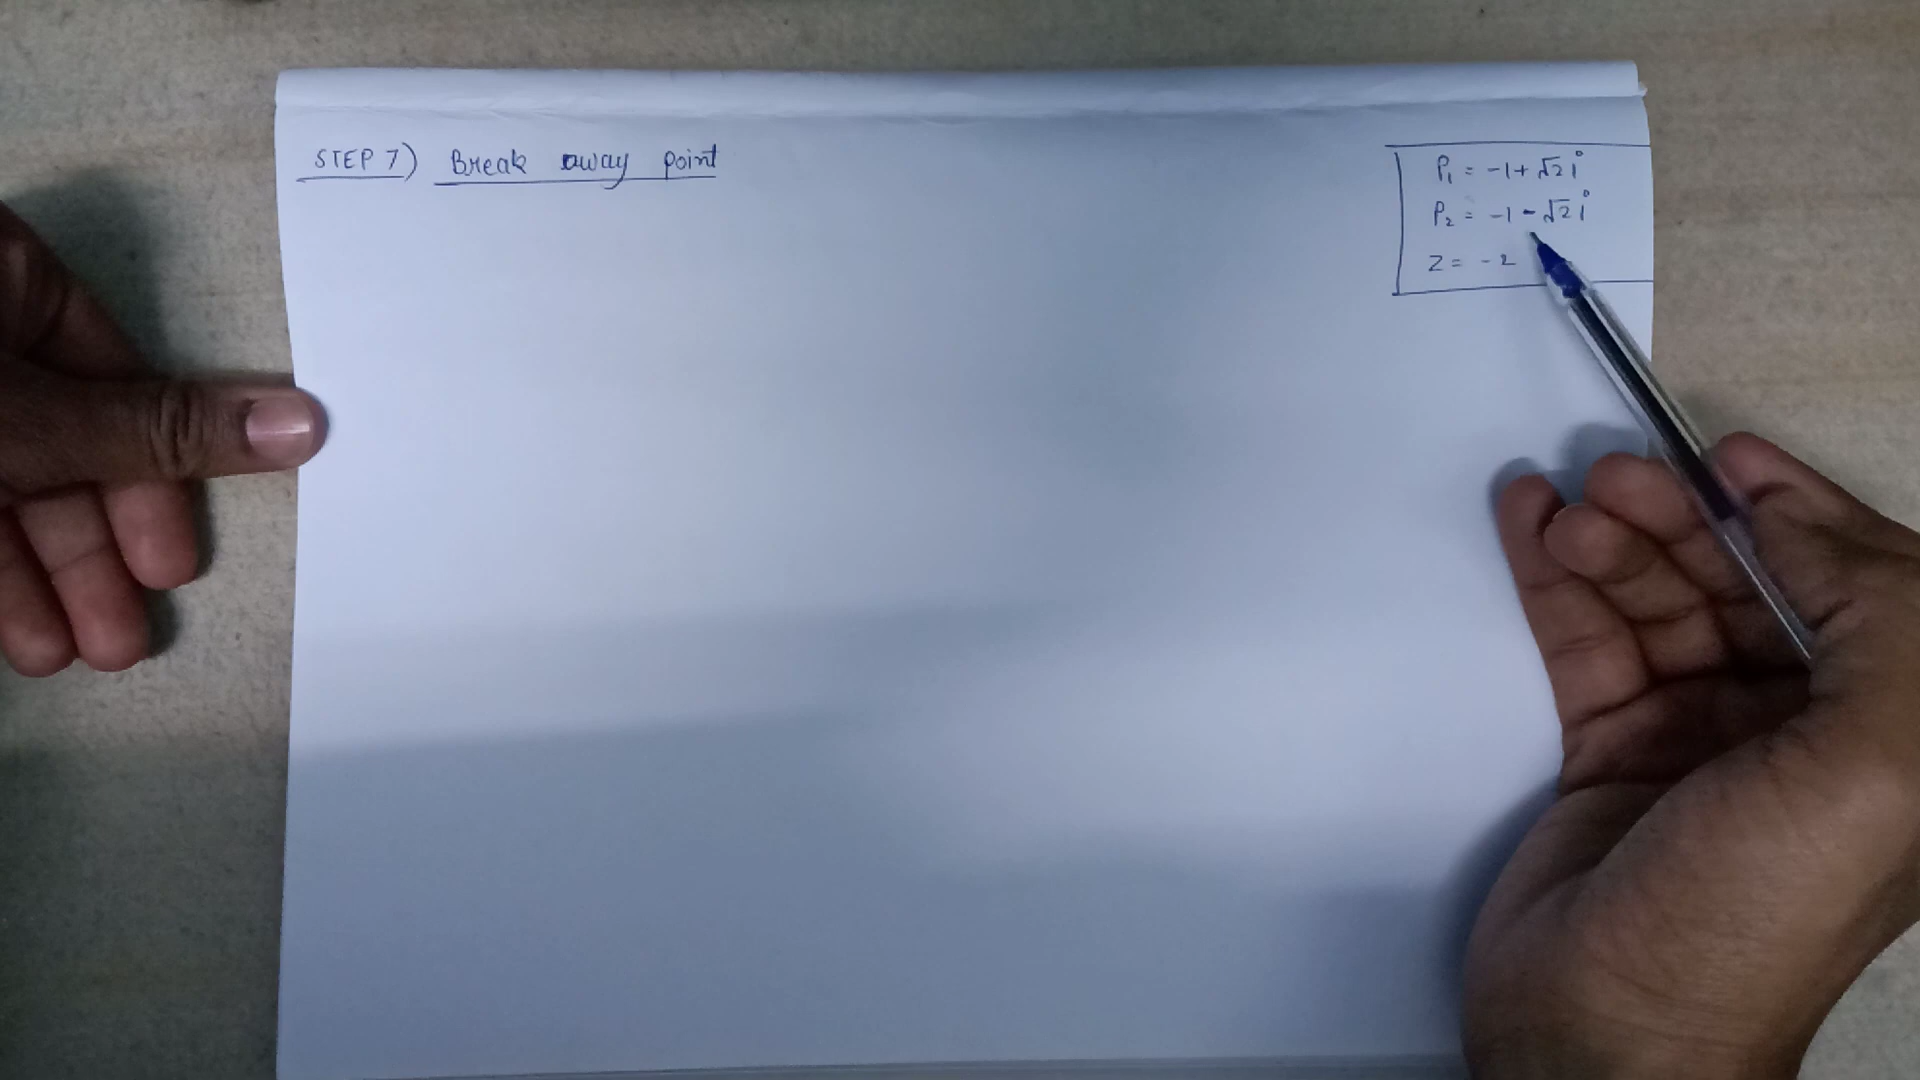 STEP 7) Break away point
P₁ = -1+√2 i
P₂ = -1-√2 i
Z = -2